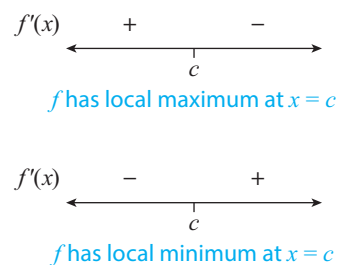 f'(x) + −
c
f has local maximum at x = c
f'(x) − +
c
f has local minimum at x = c